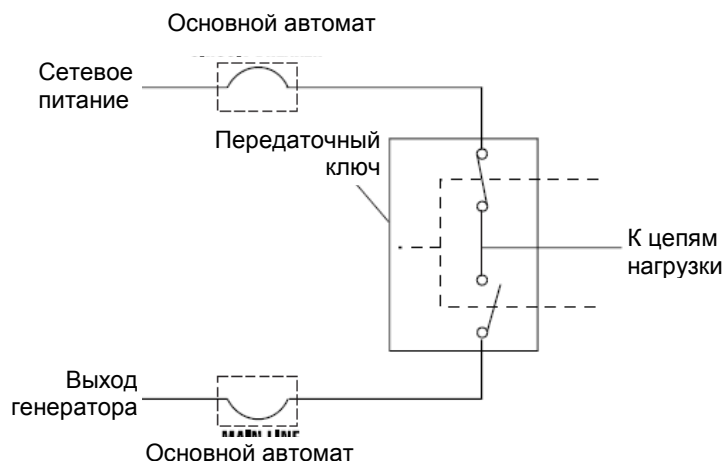 Основной автомат
Сетевое
питание
Передаточный
ключ
К цепям
нагрузки
Выход
генератора
Основной автомат